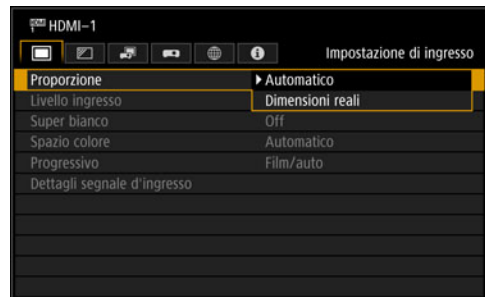 HDMI HDMI-1
Impostazione di ingresso
Proporzione Automatico
Livello ingresso Dimensioni reali
Super bianco Off
Spazio colore Automatico
Progressivo Film/auto
Dettagli segnale d'ingresso